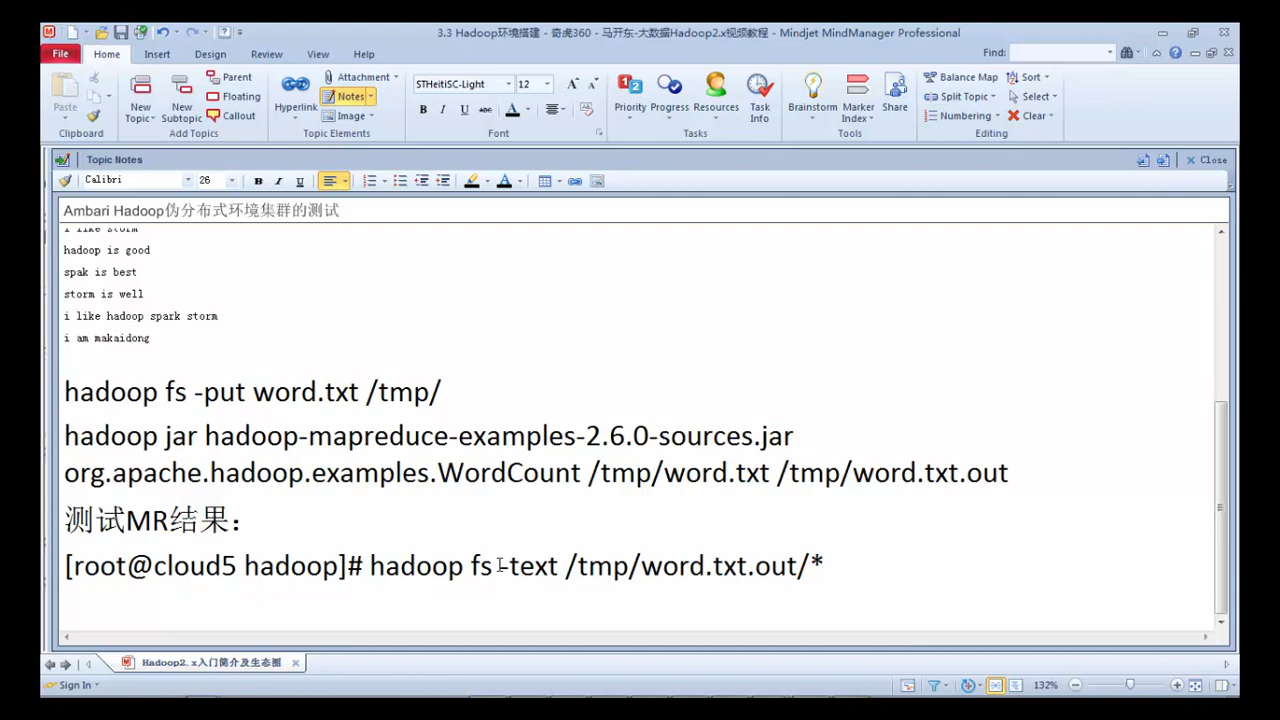 3.3 Hadoop环境搭建 - 奇虎360 - 马开东-大数据Hadoop2.x视频教程 - Mindjet MindManager Professional
File Home Insert Design Review View Help Find:
Paste
Clipboard
New Topic
New Subtopic
Parent
Floating
Callout
Add Topics
Hyperlink
Attachment
Notes
Image
Topic Elements
STHeitiSC-Light 12
B I U abc A
Font
Priority Progress Resources Task Info
Tasks
Brainstorm Marker Index Share
Tools
Balance Map Sort
Split Topic Select
Numbering Clear
Editing
Topic Notes Close
Calibri 26 B I U A
Ambari Hadoop伪分布式环境集群的测试
i like storm
hadoop is good
spak is best
storm is well
i like hadoop spark storm
i am makaidong
hadoop fs -put word.txt /tmp/
hadoop jar hadoop-mapreduce-examples-2.6.0-sources.jar
org.apache.hadoop.examples.WordCount /tmp/word.txt /tmp/word.txt.out
测试MR结果：
[root@cloud5 hadoop]# hadoop fs -text /tmp/word.txt.out/*
Hadoop2.x入门简介及生态圈
Sign In 132%